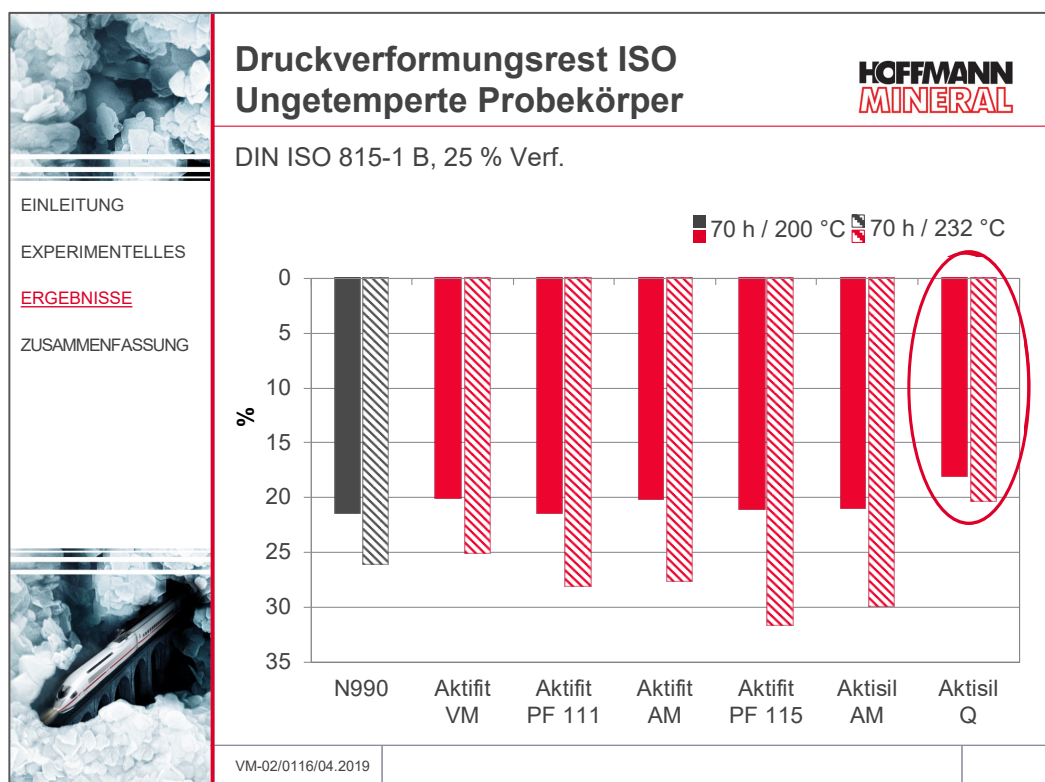 Druckverformungsrest ISO
Ungetemperte Probekörper
HOFFMANN
MINERAL
DIN ISO 815-1 B, 25 % Verf.
EINLEITUNG
EXPERIMENTELLES
ERGEBNISSE
ZUSAMMENFASSUNG
70 h / 200 °C 70 h / 232 °C
0
5
10
15
20
25
30
35
%
N990
Aktifit
VM
Aktifit
PF 111
Aktifit
AM
Aktifit
PF 115
Aktisil
AM
Aktisil
Q
VM-02/0116/04.2019